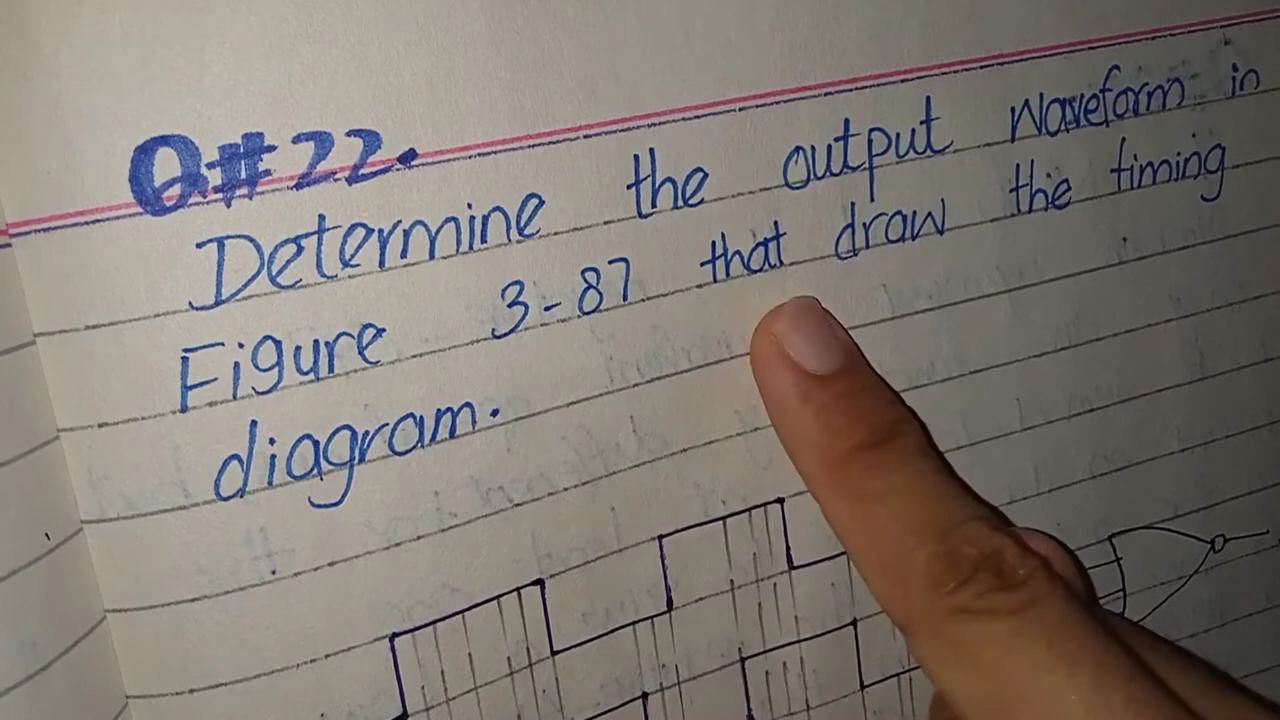 Q#22.
Determine the output Waveform in
Figure 3-87 that draw the timing
diagram.